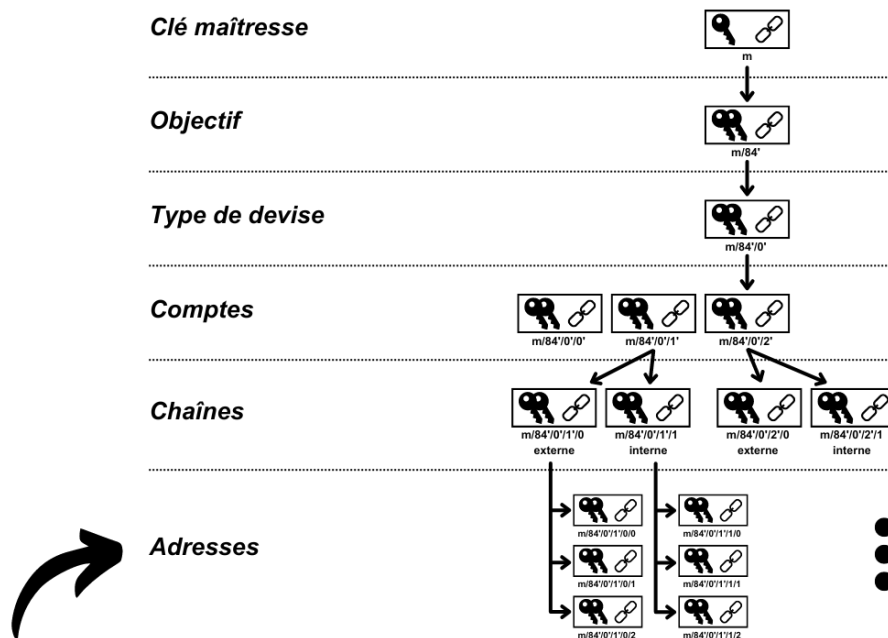 Clé maîtresse
m
Objectif
m/84'
Type de devise
m/84'/0'
Comptes
m/84'/0'/0' m/84'/0'/1' m/84'/0'/2'
Chaînes
m/84'/0'/1'/0 m/84'/0'/1'/1 m/84'/0'/2'/0 m/84'/0'/2'/1
externe interne externe interne
Adresses
m/84'/0'/1'/0/0 m/84'/0'/1'/1/0
m/84'/0'/1'/0/1 m/84'/0'/1'/1/1
m/84'/0'/1'/0/2 m/84'/0'/1'/1/2